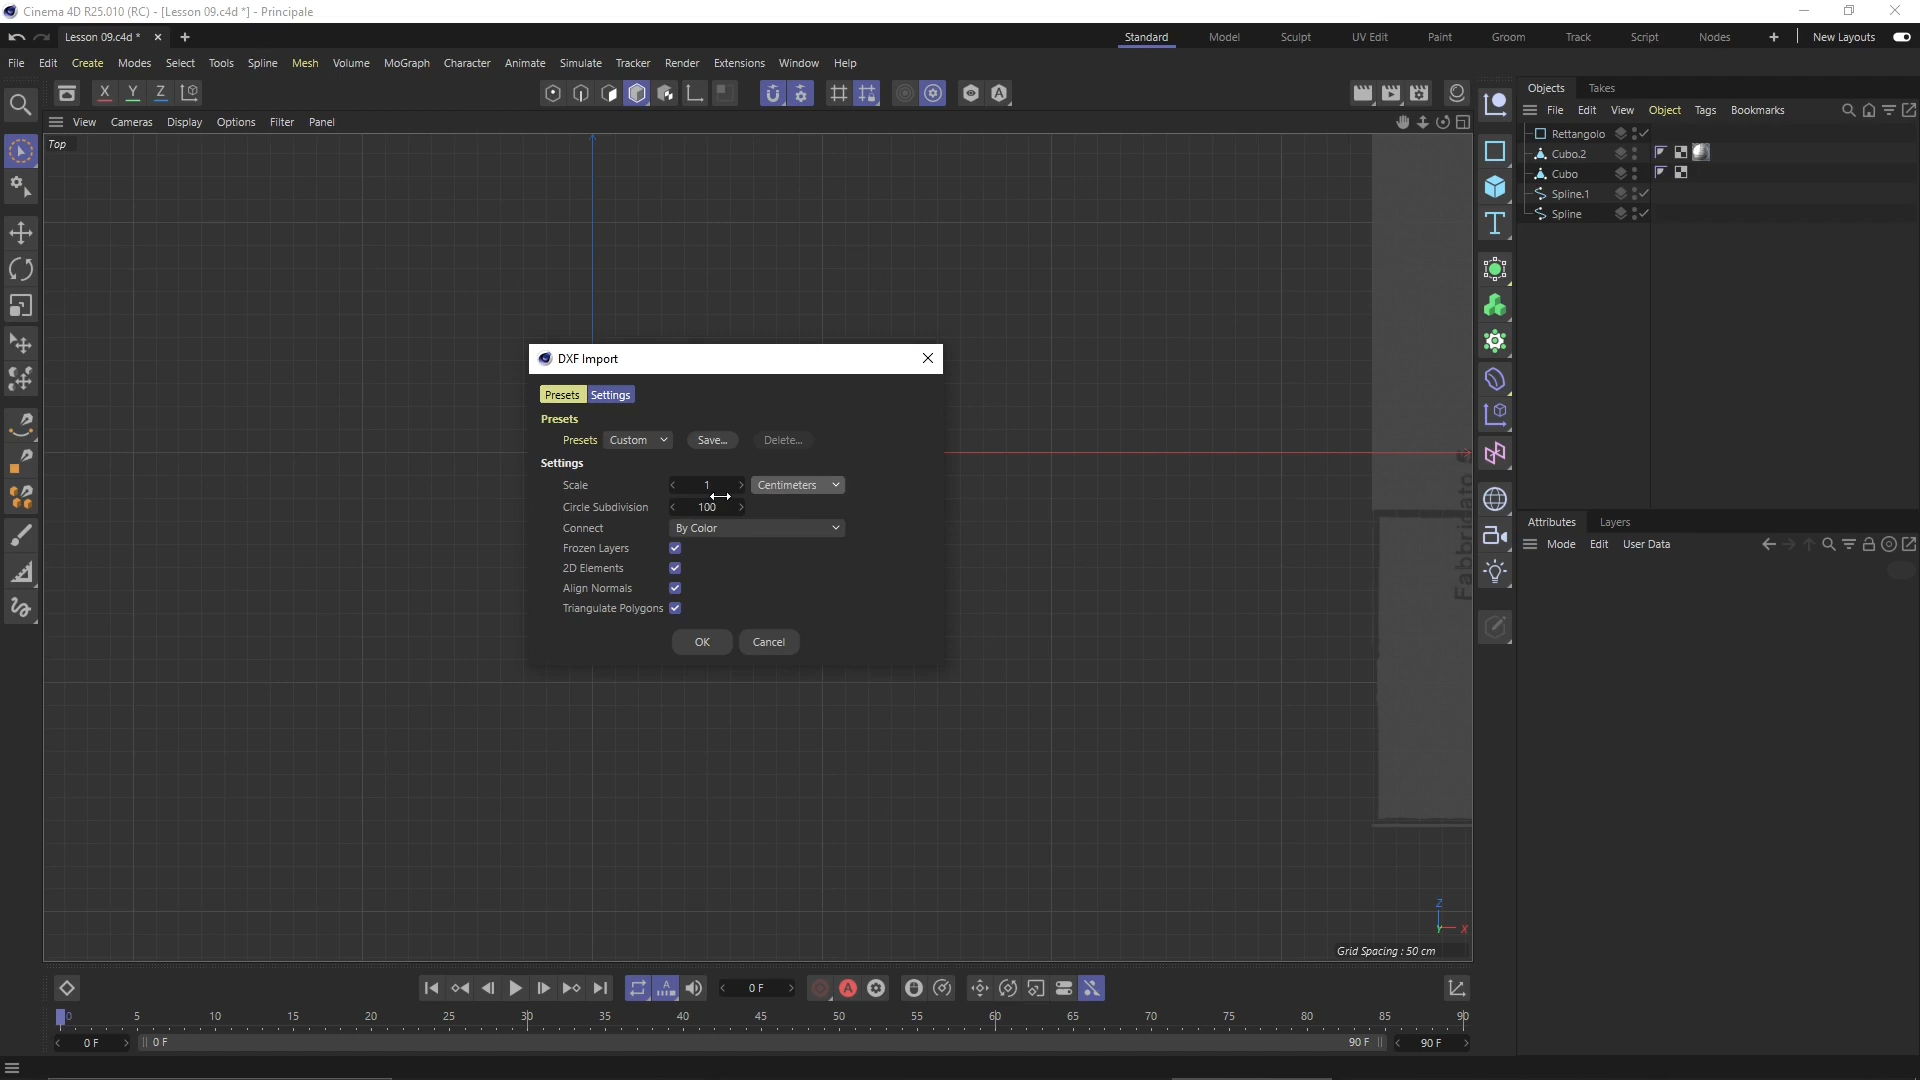 Cinema 4D R25.010 (RC) - [Lesson 09.c4d *] - Principale
Lesson 09.c4d *
Standard Model Sculpt UV Edit Paint Groom Track Script Nodes New Layouts
File Edit Create Modes Select Tools Spline Mesh Volume MoGraph Character Animate Simulate Tracker Render Extensions Window Help
X Y Z
View Cameras Display Options Filter Panel
Top
Objects Takes
File Edit View Object Tags Bookmarks
Rettangolo
Cubo.2
Cubo
Spline.1
Spline
DXF Import
Presets Settings
Presets
Presets Custom Save... Delete...
Settings
Scale 1 Centimeters
Circle Subdivision 100
Connect By Color
Frozen Layers
2D Elements
Align Normals
Triangulate Polygons
OK Cancel
Fabbricato
Attributes Layers
Mode Edit User Data
Z
Y X
Grid Spacing : 50 cm
0 F
0 5 10 15 20 25 30 35 40 45 50 55 60 65 70 75 80 85 90
0 F 0 F 90 F 90 F